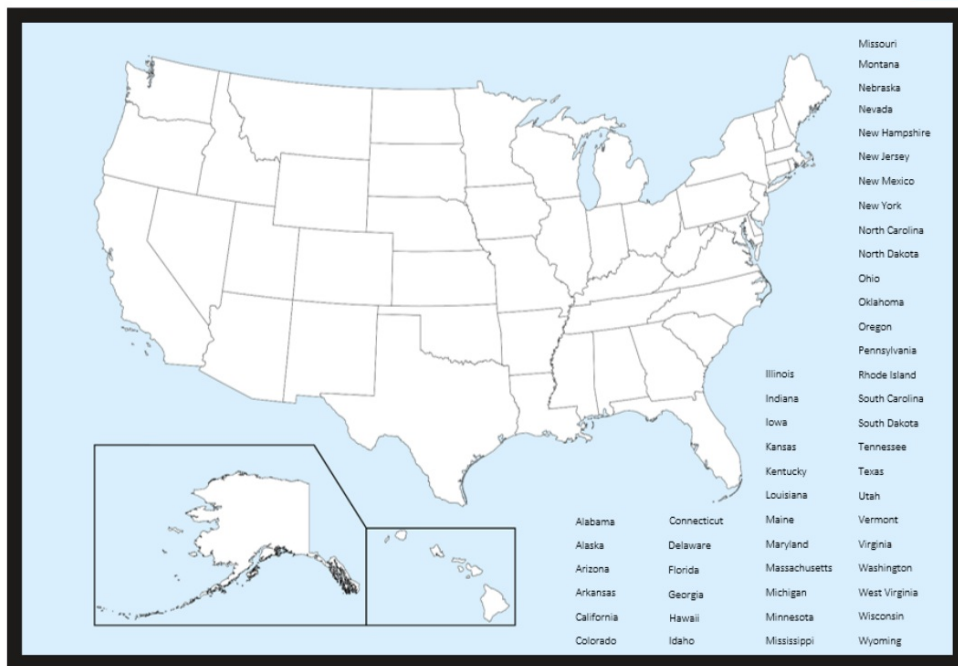 Alabama
Alaska
Arizona
Arkansas
California
Colorado
Connecticut
Delaware
Florida
Georgia
Hawaii
Idaho
Illinois
Indiana
Iowa
Kansas
Kentucky
Louisiana
Maine
Maryland
Massachusetts
Michigan
Minnesota
Mississippi
Missouri
Montana
Nebraska
Nevada
New Hampshire
New Jersey
New Mexico
New York
North Carolina
North Dakota
Ohio
Oklahoma
Oregon
Pennsylvania
Rhode Island
South Carolina
South Dakota
Tennessee
Texas
Utah
Vermont
Virginia
Washington
West Virginia
Wisconsin
Wyoming